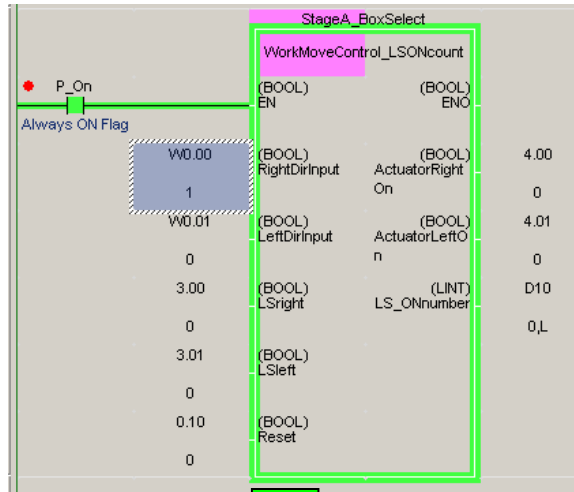 StageA_BoxSelect
WorkMoveControl_LSONcount
P_On
Always ON Flag
(BOOL)
EN
(BOOL)
ENO
W0.00
1
(BOOL)
RightDirInput
(BOOL)
ActuatorRight
On
4.00
0
W0.01
0
(BOOL)
LeftDirInput
(BOOL)
ActuatorLeftO
n
4.01
0
3.00
0
(BOOL)
LSright
(LINT)
LS_ONnumber
D10
0,L
3.01
0
(BOOL)
LSleft
0.10
0
(BOOL)
Reset